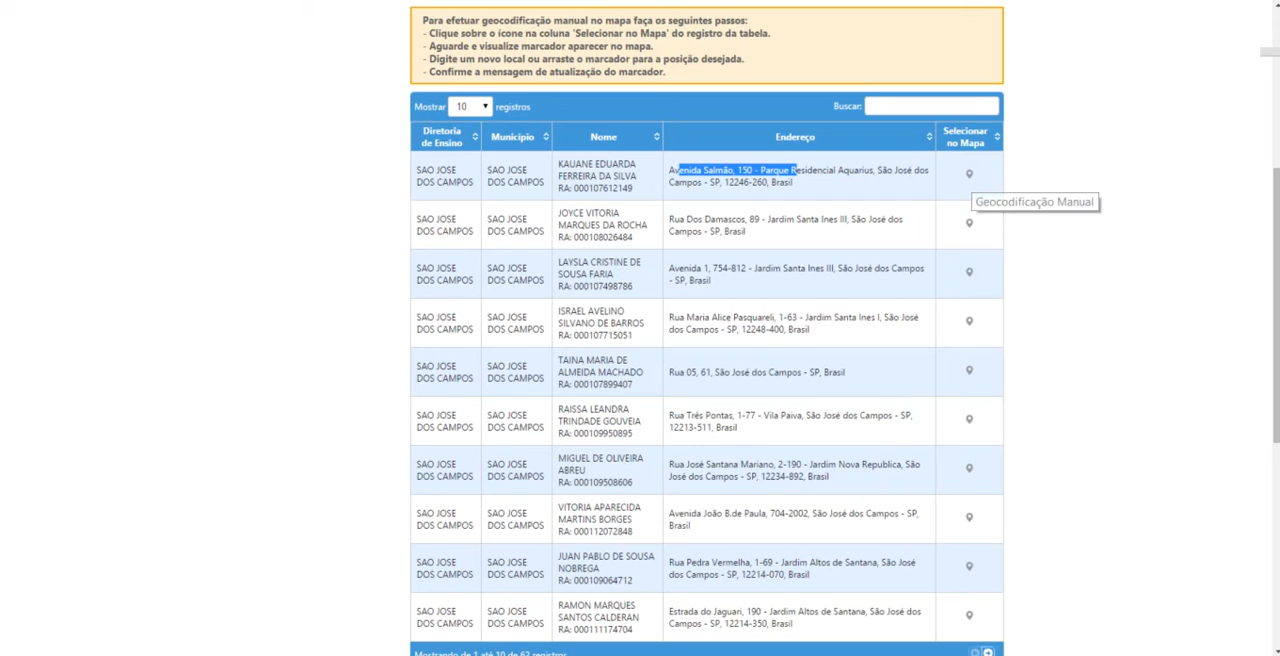 Para efetuar geocodificação manual no mapa faça os seguintes passos:
- Clique sobre o ícone na coluna 'Selecionar no Mapa' do registro da tabela.
- Aguarde e visualize marcador aparecer no mapa.
- Digite um novo local ou arraste o marcador para a posição desejada.
- Confirme a mensagem de atualização do marcador.
Mostrar 10 registros Buscar:
Diretoria de Ensino Município Nome Endereço Selecionar no Mapa
SAO JOSE DOS CAMPOS SAO JOSE DOS CAMPOS KAUANE EDUARDA FERREIRA DA SILVA RA: 000107612149 Avenida Salmão, 150 - Parque Residencial Aquarius, São José dos Campos - SP, 12246-260, Brasil
Geocodificação Manual
SAO JOSE DOS CAMPOS SAO JOSE DOS CAMPOS JOYCE VITORIA MARQUES DA ROCHA RA: 000108026484 Rua Dos Damascos, 89 - Jardim Santa Ines III, São José dos Campos - SP, Brasil
SAO JOSE DOS CAMPOS SAO JOSE DOS CAMPOS LAYSLA CRISTINE DE SOUSA FARIA RA: 000107498786 Avenida 1, 754-812 - Jardim Santa Ines III, São José dos Campos - SP, Brasil
SAO JOSE DOS CAMPOS SAO JOSE DOS CAMPOS ISRAEL AVELINO SILVANO DE BARROS RA: 000107715051 Rua Maria Alice Pasquareli, 1-63 - Jardim Santa Ines I, São José dos Campos - SP, 12248-400, Brasil
SAO JOSE DOS CAMPOS SAO JOSE DOS CAMPOS TAINA MARIA DE ALMEIDA MACHADO RA: 000107899407 Rua 05, 61, São José dos Campos - SP, Brasil
SAO JOSE DOS CAMPOS SAO JOSE DOS CAMPOS RAISSA LEANDRA TRINDADE GOUVEIA RA: 000109950895 Rua Três Pontas, 1-77 - Vila Paiva, São José dos Campos - SP, 12213-511, Brasil
SAO JOSE DOS CAMPOS SAO JOSE DOS CAMPOS MIGUEL DE OLIVEIRA ABREU RA: 000109508606 Rua José Santana Mariano, 2-190 - Jardim Nova Republica, São José dos Campos - SP, 12234-892, Brasil
SAO JOSE DOS CAMPOS SAO JOSE DOS CAMPOS VITORIA APARECIDA MARTINS BORGES RA: 000112072848 Avenida João B.de Paula, 704-2002, São José dos Campos - SP, Brasil
SAO JOSE DOS CAMPOS SAO JOSE DOS CAMPOS JUAN PABLO DE SOUSA NOBREGA RA: 000109064712 Rua Pedra Vermelha, 1-69 - Jardim Altos de Santana, São José dos Campos - SP, 12214-070, Brasil
SAO JOSE DOS CAMPOS SAO JOSE DOS CAMPOS RAMON MARQUES SANTOS CALDERAN RA: 000111174704 Estrada do Jaguari, 190 - Jardim Altos de Santana, São José dos Campos - SP, 12214-350, Brasil
Mostrando de 1 até 10 de 62 registros